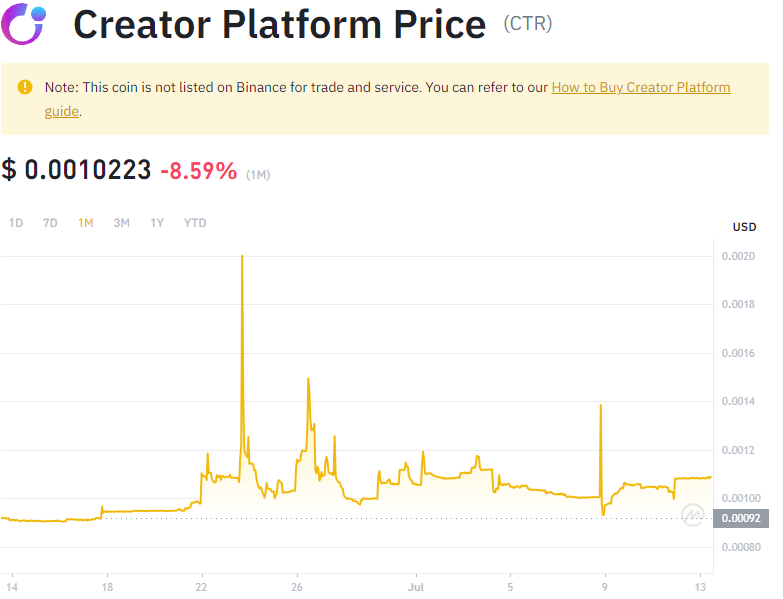 Creator Platform Price (CTR)
Note: This coin is not listed on Binance for trade and service. You can refer to our How to Buy Creator Platform
guide.
$ 0.0010223 -8.59% (1M)
1D 7D 1M 3M 1Y YTD
USD
0.0020
0.0018
0.0016
0.0014
0.0012
0.00100
0.00092
0.00080
14 18 22 26 Jul 5 9 13